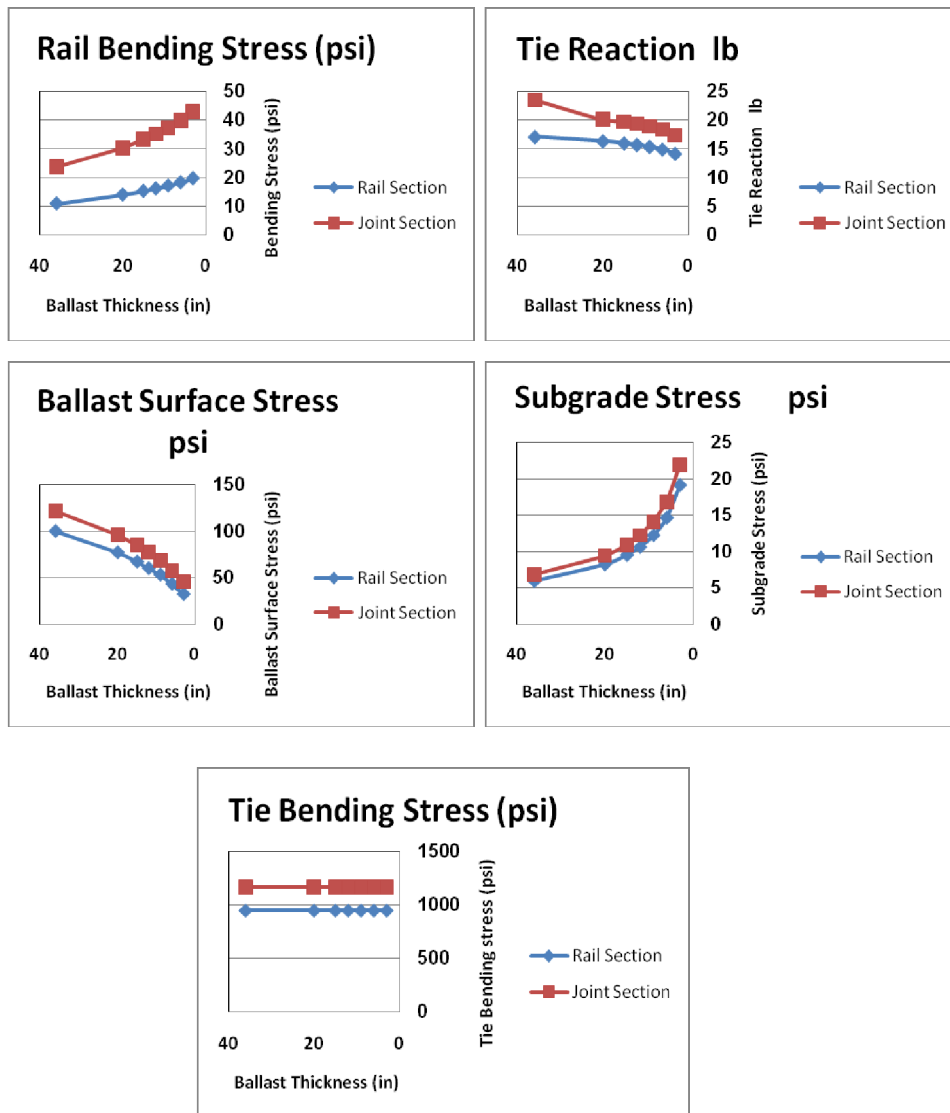 Rail Bending Stress (psi)
50
40
30
20
10
0
Bending Stress (psi)
40 20 0
Ballast Thickness (in)
Rail Section
Joint Section
Tie Reaction lb
25
20
15
10
5
0
Tie Reaction lb
40 20 0
Ballast Thickness (in)
Rail Section
Joint Section
Ballast Surface Stress
psi
150
100
50
0
Ballast Surface Stress (psi)
40 20 0
Ballast Thickness (in)
Rail Section
Joint Section
Subgrade Stress psi
25
20
15
10
5
0
Subgrade Stress (psi)
40 20 0
Ballast Thickness (in)
Rail Section
Joint Section
Tie Bending Stress (psi)
1500
1000
500
0
Tie Bending stress (psi)
40 20 0
Ballast Thickness (in)
Rail Section
Joint Section